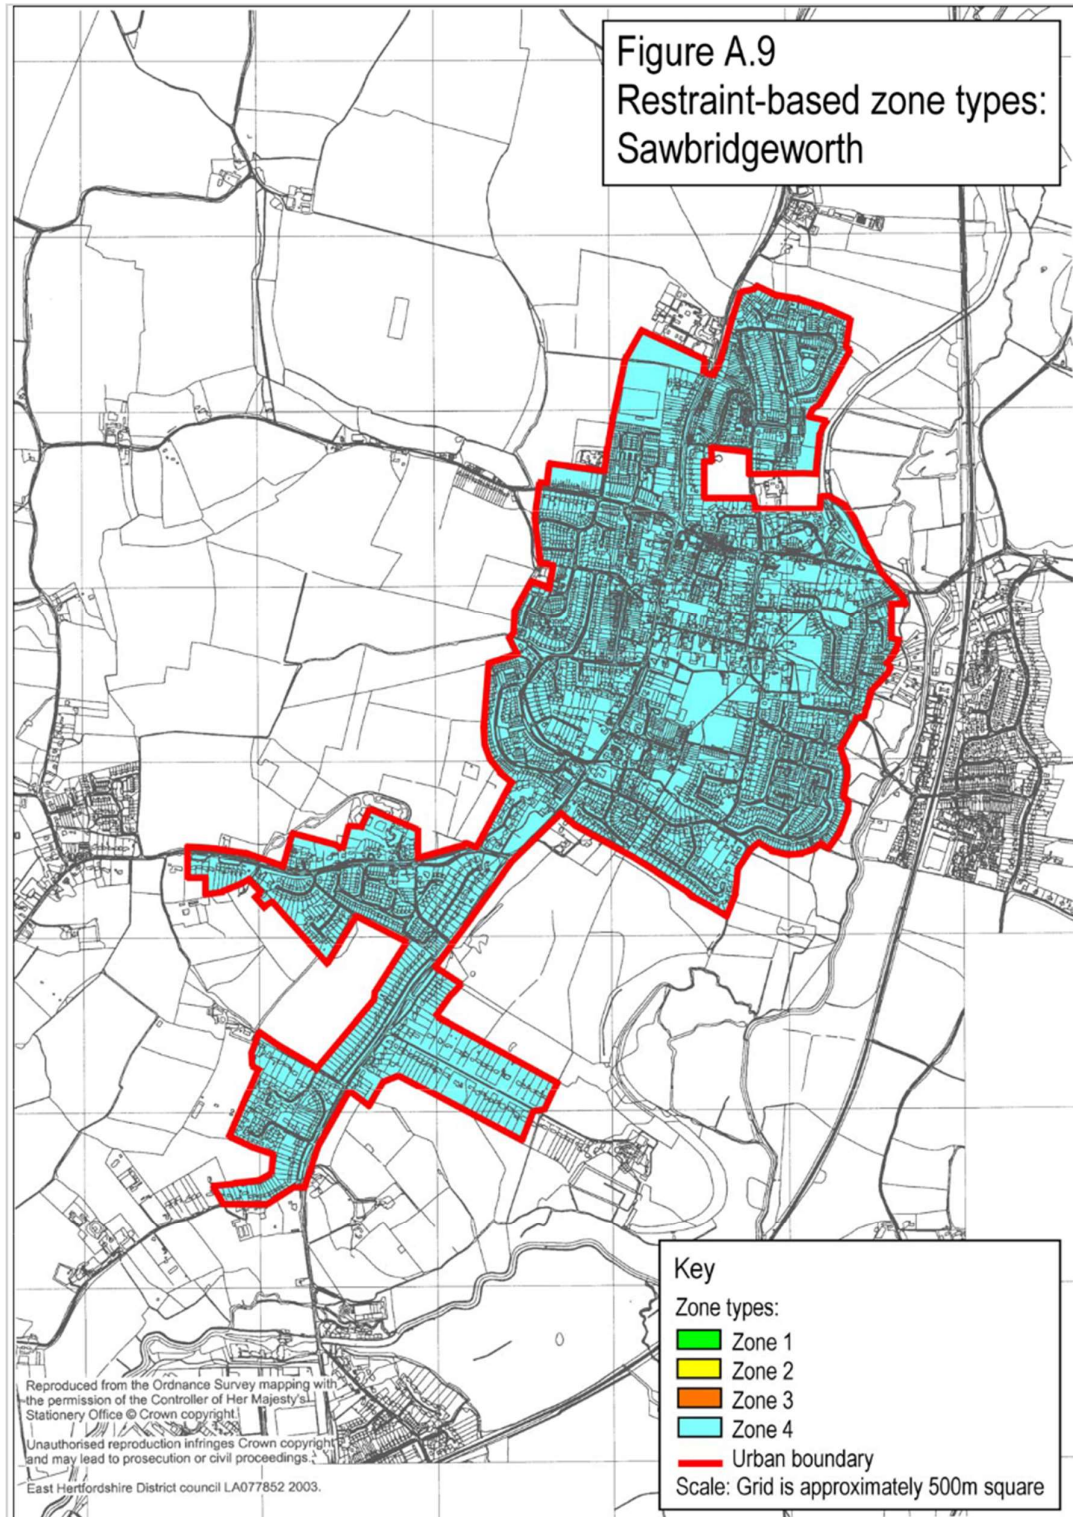 Figure A.9
Restraint-based zone types:
Sawbridgeworth
Key
Zone types:
Zone 1
Zone 2
Zone 3
Zone 4
Urban boundary
Scale: Grid is approximately 500m square
Reproduced from the Ordnance Survey mapping with
the permission of the Controller of Her Majesty's
Stationery Office © Crown copyright.
Unauthorised reproduction infringes Crown copyright
and may lead to prosecution or civil proceedings.
East Hertfordshire District council LA077852 2003.